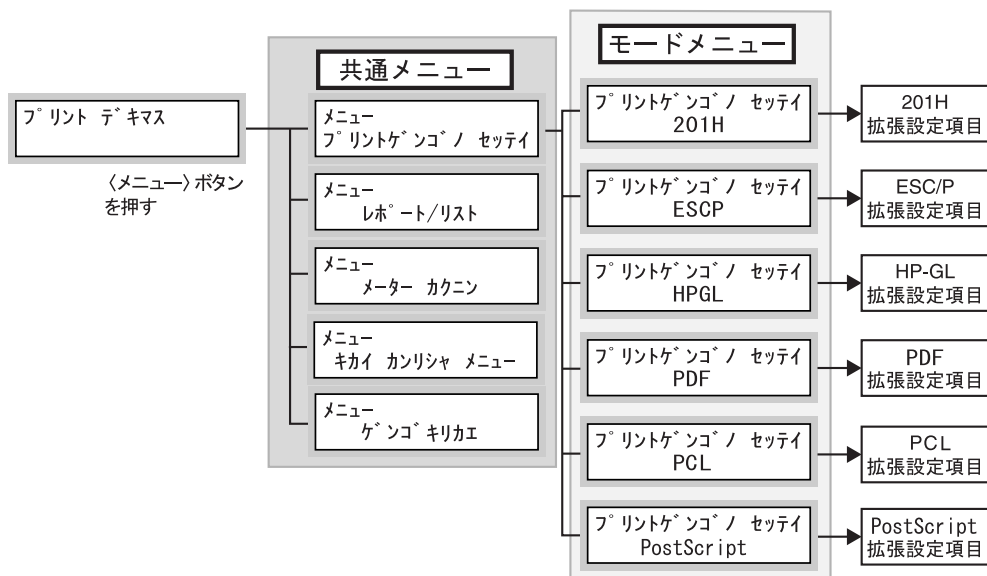 共通メニュー
モードメニュー
プリント デキマス
〈メニュー〉ボタン
を押す
メニュー
プリントゲンゴノ セッテイ
メニュー
レポート/リスト
メニュー
メーター カクニン
メニュー
キカイ カンリシャ メニュー
メニュー
ゲンゴキリカエ
プリントゲンゴノ セッテイ
201H
プリントゲンゴノ セッテイ
ESCP
プリントゲンゴノ セッテイ
HPGL
プリントゲンゴノ セッテイ
PDF
プリントゲンゴノ セッテイ
PCL
プリントゲンゴノ セッテイ
PostScript
201H
拡張設定項目
ESC/P
拡張設定項目
HP-GL
拡張設定項目
PDF
拡張設定項目
PCL
拡張設定項目
PostScript
拡張設定項目